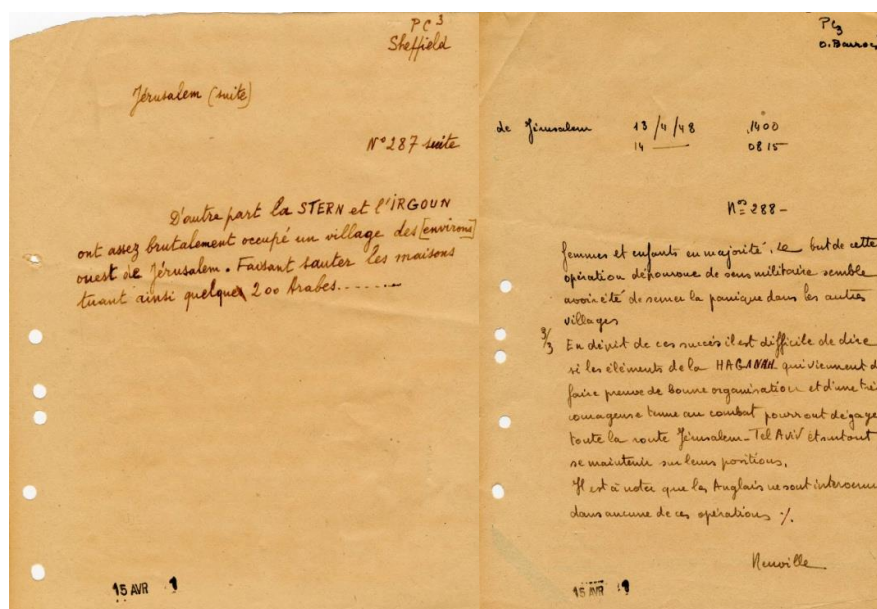 PC 3
Sheffield
Jérusalem (suite)
N° 287 suite
D'autre part la STERN et l'IRGOUN
ont assez brutalement occupé un village des [environs]
ouest de Jérusalem. Faisant sauter les maisons
tuant ainsi quelques 200 Arabes........
15 AVR
PC3
de Jérusalem 13/4/48 1400
14 — 0815
Nos 288 -
femmes et enfants en majorité. Le but de cette
opération dépourvue de sens militaire semble
avoir été de semer la panique dans les autres
villages
3/3 En dépit de ces succès il est difficile de dire
si les éléments de la HAGANAH qui viennent d
faire preuve de bonne organisation et d'une trè
courageuse tenue au combat pourront dégage
toute la route Jérusalem-Tel Aviv et surtout
se maintenir sur leurs positions.
Il est à noter que les Anglais ne sont intervenu
dans aucune de ces opérations ./.
Neuville
15 AVR